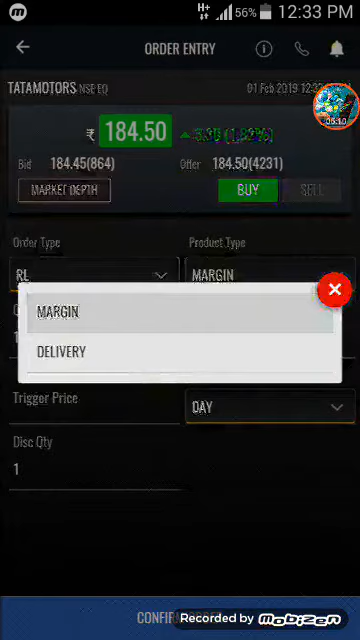 H+ 56% 12:33 PM
ORDER ENTRY
TATAMOTORS NSE EQ 01 Feb 2019
₹ 184.50
Bid 184.45(864) Offer 184.50(4231)
MARKET DEPTH BUY SELL
Order Type Product Type
RL MARGIN
MARGIN
DELIVERY
Trigger Price
DAY
Disc Qty
1
Recorded by MOBIZEN